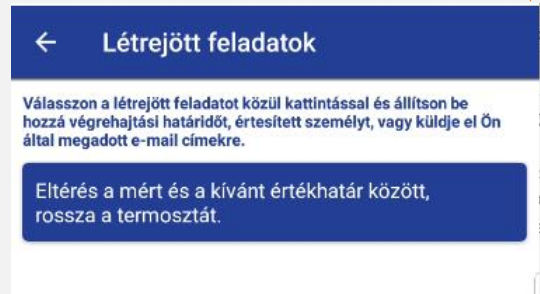 Létrejött feladatok
Válasszon a létrejött feladatot közül kattintással és állítson be
hozzá végrehajtási határidőt, értesített személyt, vagy küldje el Ön
által megadott e-mail címekre.
Eltérés a mért és a kívánt értékhatár között,
rossza a termosztát.